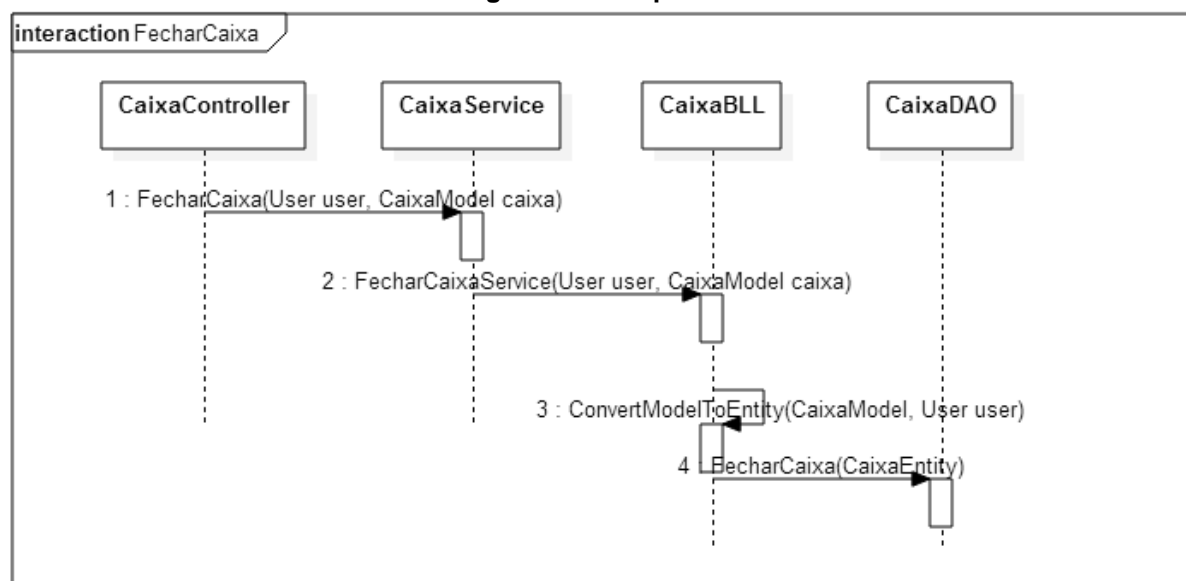 interaction FecharCaixa
CaixaController CaixaService CaixaBLL CaixaDAO
1 : FecharCaixa(User user, CaixaModel caixa)
2 : FecharCaixaService(User user, CaixaModel caixa)
3 : ConvertModelToEntity(CaixaModel, User user)
4 : FecharCaixa(CaixaEntity)